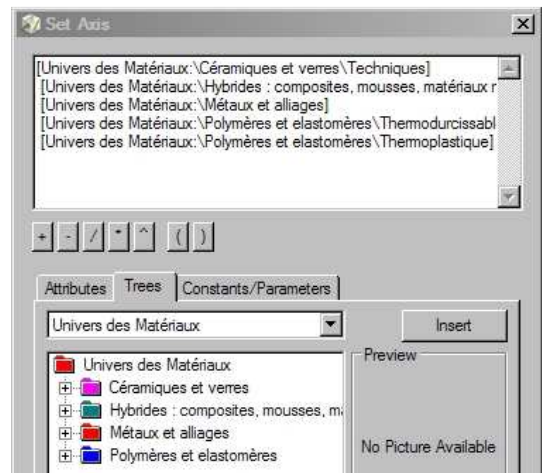 Set Axis
[Univers des Matériaux:\Céramiques et verres\Techniques]
[Univers des Matériaux:\Hybrides : composites, mousses, matériaux r
[Univers des Matériaux:\Métaux et alliages]
[Univers des Matériaux:\Polymères et elastomères\Thermodurcissabl
[Univers des Matériaux:\Polymères et elastomères\Thermoplastique]
+ - / * ^ ( )
Attributes Trees Constants/Parameters
Univers des Matériaux Insert
Preview
Univers des Matériaux
Céramiques et verres
Hybrides : composites, mousses, m
Métaux et alliages
Polymères et elastomères
No Picture Available